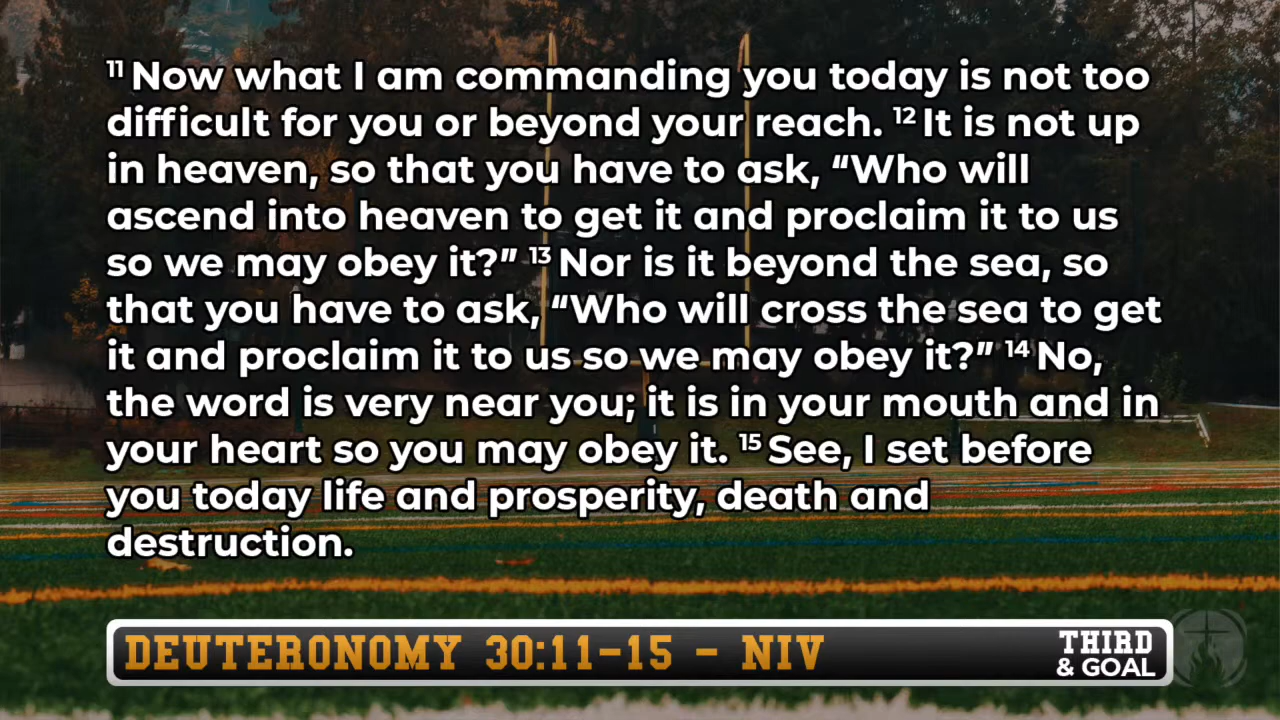 ¹¹ Now what I am commanding you today is not too
difficult for you or beyond your reach. ¹² It is not up
in heaven, so that you have to ask, “Who will
ascend into heaven to get it and proclaim it to us
so we may obey it?” ¹³ Nor is it beyond the sea, so
that you have to ask, “Who will cross the sea to get
it and proclaim it to us so we may obey it?” ¹⁴ No,
the word is very near you; it is in your mouth and in
your heart so you may obey it. ¹⁵ See, I set before
you today life and prosperity, death and
destruction.
DEUTERONOMY 30:11-15 - NIV
THIRD
& GOAL